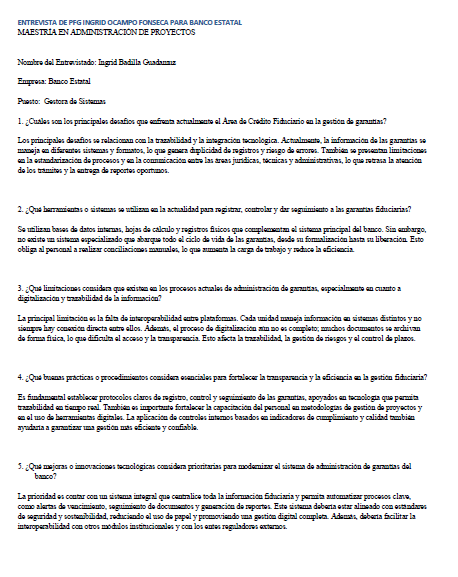 ENTREVISTA DE PFG INGRID OCAMPO FONSECA PARA BANCO ESTATAL
MAESTRÍA EN ADMINISTRACIÓN DE PROYECTOS
Nombre del Entrevistado: Ingrid Badilla Guadamuz
Empresa: Banco Estatal
Puesto: Gestora de Sistemas
1. ¿Cuáles son los principales desafíos que enfrenta actualmente el Área de Crédito Fiduciario en la gestión de garantías?
Los principales desafíos se relacionan con la trazabilidad y la integración tecnológica. Actualmente, la información de las garantías se
maneja en diferentes sistemas y formatos, lo que genera duplicidad de registros y riesgo de errores. También se presentan limitaciones
en la estandarización de procesos y en la comunicación entre las áreas jurídicas, técnicas y administrativas, lo que retrasa la atención
de los trámites y la entrega de reportes oportunos.
2. ¿Qué herramientas o sistemas se utilizan en la actualidad para registrar, controlar y dar seguimiento a las garantías fiduciarias?
Se utilizan bases de datos internas, hojas de cálculo y registros físicos que complementan el sistema principal del banco. Sin embargo,
no existe un sistema especializado que abarque todo el ciclo de vida de las garantías, desde su formalización hasta su liberación. Esto
obliga al personal a realizar conciliaciones manuales, lo que aumenta la carga de trabajo y reduce la eficiencia.
3. ¿Qué limitaciones considera que existen en los procesos actuales de administración de garantías, especialmente en cuanto a
digitalización y trazabilidad de la información?
La principal limitación es la falta de interoperabilidad entre plataformas. Cada unidad maneja información en sistemas distintos y no
siempre hay conexión directa entre ellos. Además, el proceso de digitalización aún no es completo; muchos documentos se archivan
de forma física, lo que dificulta el acceso y la transparencia. Esto afecta la trazabilidad, la gestión de riesgos y el control de plazos.
4. ¿Qué buenas prácticas o procedimientos considera esenciales para fortalecer la transparencia y la eficiencia en la gestión fiduciaria?
Es fundamental establecer protocolos claros de registro, control y seguimiento de las garantías, apoyados en tecnología que permita
trazabilidad en tiempo real. También es importante fortalecer la capacitación del personal en metodologías de gestión de proyectos y
en el uso de herramientas digitales. La aplicación de controles internos basados en indicadores de cumplimiento y calidad también
ayudaría a garantizar una gestión más eficiente y confiable.
5. ¿Qué mejoras o innovaciones tecnológicas considera prioritarias para modernizar el sistema de administración de garantías del
banco?
La prioridad es contar con un sistema integral que centralice toda la información fiduciaria y permita automatizar procesos clave,
como alertas de vencimiento, seguimiento de documentos y generación de reportes. Este sistema debería estar alineado con estándares
de seguridad y sostenibilidad, reduciendo el uso de papel y promoviendo una gestión digital completa. Además, debería facilitar la
interoperabilidad con otros módulos institucionales y con los entes reguladores externos.